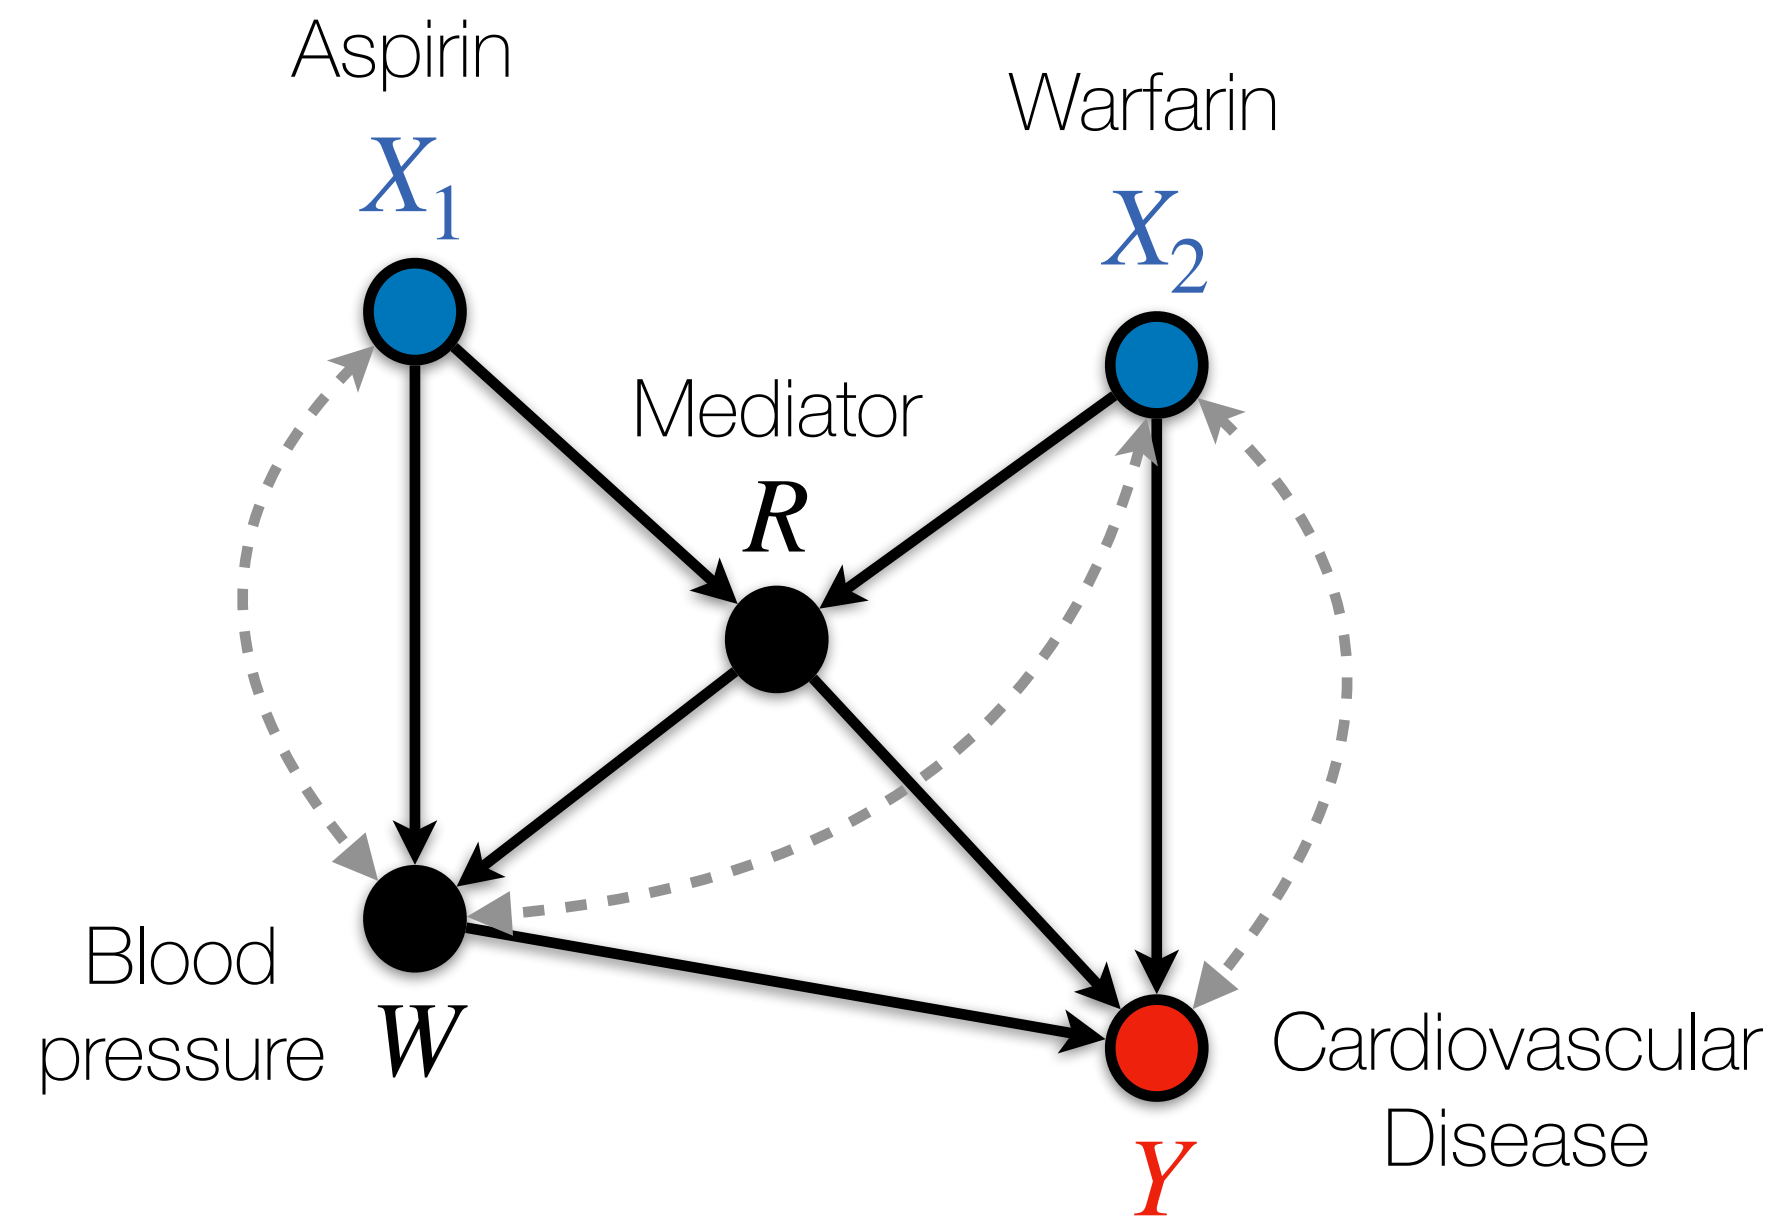 Aspirin
X₁
Warfarin
X₂
Mediator
R
Blood
pressure
W
Cardiovascular
Disease
Y